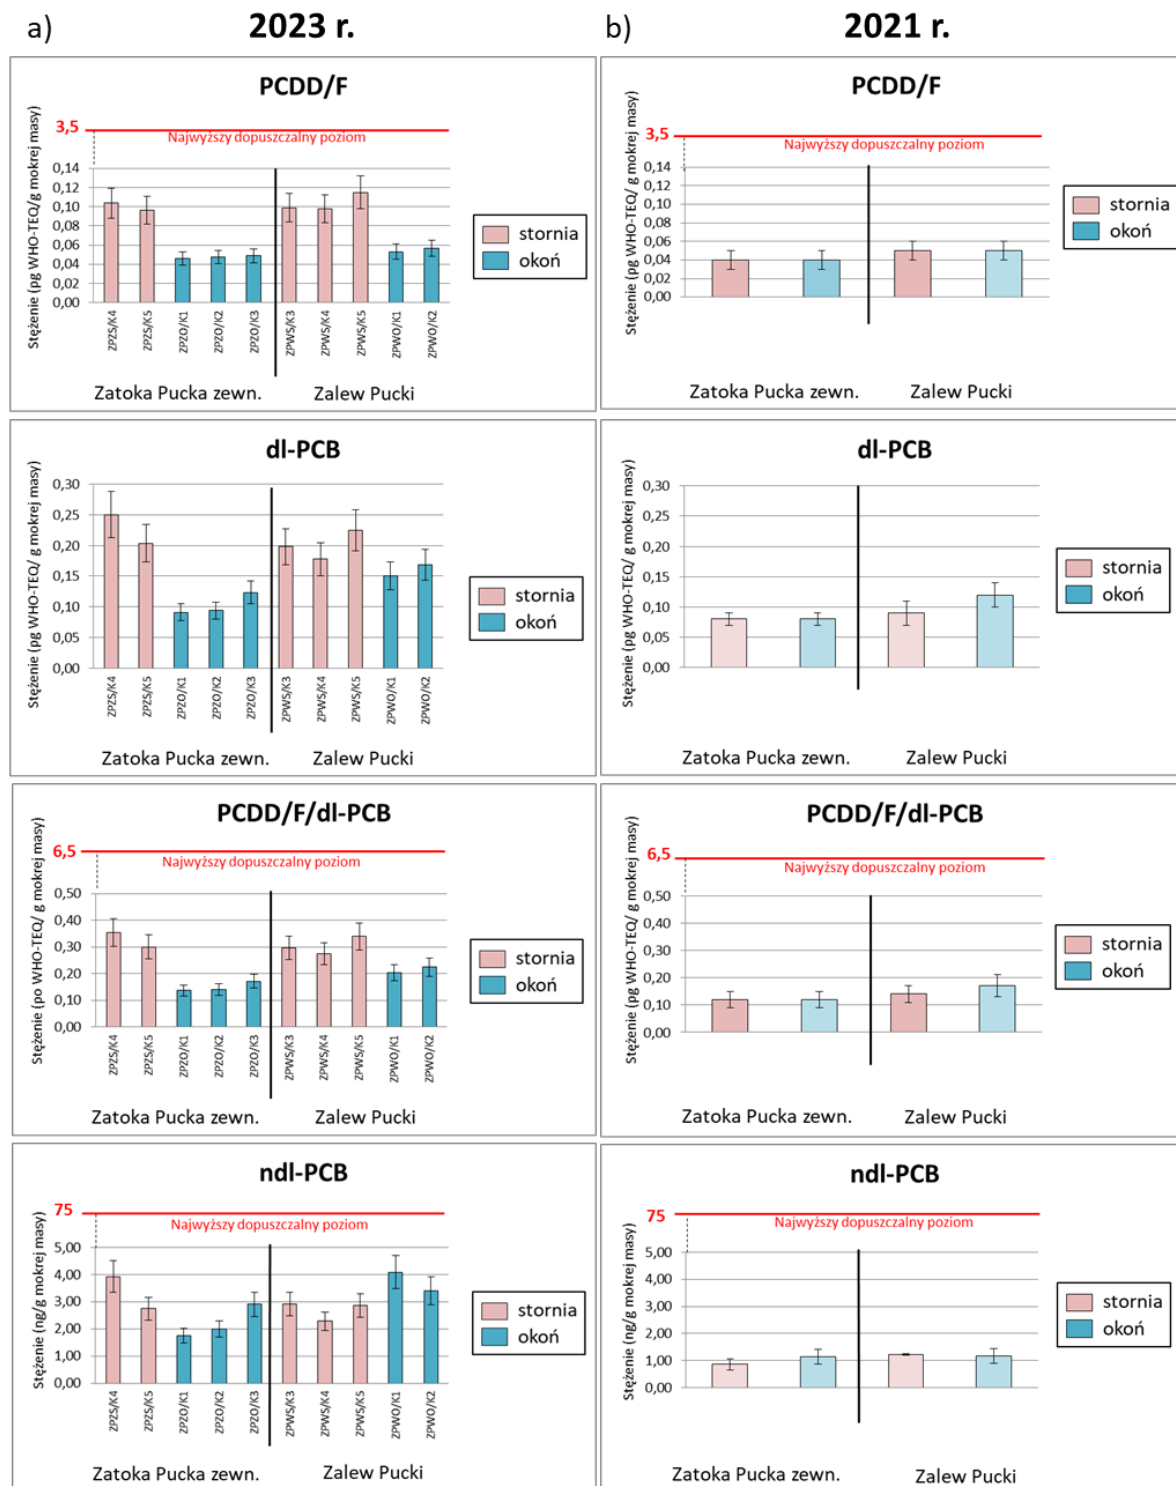 a)
2023 r.
b)
2021 r.
PCDD/F
3,5
Najwyższy dopuszczalny poziom
Stężenie (pg WHO-TEQ/g mokrej masy)
0,14
0,12
0,10
0,08
0,06
0,04
0,02
0,00
ZPZS/K4
ZPZS/K5
ZPZO/K1
ZPZO/K2
ZPZO/K3
ZPWS/K3
ZPWS/K4
ZPWS/K5
ZPWO/K1
ZPWO/K2
Zatoka Pucka zewn.
Zalew Pucki
stornia
okoń
PCDD/F
3,5
Najwyższy dopuszczalny poziom
Stężenie (pg WHO-TEQ/ g mokrej masy)
0,14
0,12
0,10
0,08
0,06
0,04
0,02
0,00
Zatoka Pucka zewn.
Zalew Pucki
stornia
okoń
dl-PCB
Stężenie (pg WHO-TEQ/ g mokrej masy)
0,30
0,25
0,20
0,15
0,10
0,05
0,00
ZPZS/K4
ZPZS/K5
ZPZO/K1
ZPZO/K2
ZPZO/K3
ZPWS/K3
ZPWS/K4
ZPWS/K5
ZPWO/K1
ZPWO/K2
Zatoka Pucka zewn.
Zalew Pucki
stornia
okoń
dl-PCB
Stężenie (pg WHO-TEQ/ g mokrej masy)
0,30
0,25
0,20
0,15
0,10
0,05
0,00
Zatoka Pucka zewn.
Zalew Pucki
stornia
okoń
PCDD/F/dl-PCB
6,5
Najwyższy dopuszczalny poziom
Stężenie (po WHO-TEQ/ g mokrej masy)
0,50
0,40
0,30
0,20
0,10
0,00
ZPZS/K4
ZPZS/K5
ZPZO/K1
ZPZO/K2
ZPZO/K3
ZPWS/K3
ZPWS/K4
ZPWS/K5
ZPWO/K1
ZPWO/K2
Zatoka Pucka zewn.
Zalew Pucki
stornia
okoń
PCDD/F/dl-PCB
6,5
Najwyższy dopuszczalny poziom
Stężenie (pg WHO-TEQ/ g mokrej masy)
0,50
0,40
0,30
0,20
0,10
0,00
Zatoka Pucka zewn.
Zalew Pucki
stornia
okoń
ndl-PCB
75
Najwyższy dopuszczalny poziom
Stężenie (ng/g mokrej masy)
5,00
4,00
3,00
2,00
1,00
0,00
ZPZS/K4
ZPZS/K5
ZPZO/K1
ZPZO/K2
ZPZO/K3
ZPWS/K3
ZPWS/K4
ZPWS/K5
ZPWO/K1
ZPWO/K2
Zatoka Pucka zewn.
Zalew Pucki
stornia
okoń
ndl-PCB
75
Najwyższy dopuszczalny poziom
Stężenie (ng/g mokrej masy)
5,00
4,00
3,00
2,00
1,00
0,00
Zatoka Pucka zewn.
Zalew Pucki
stornia
okoń